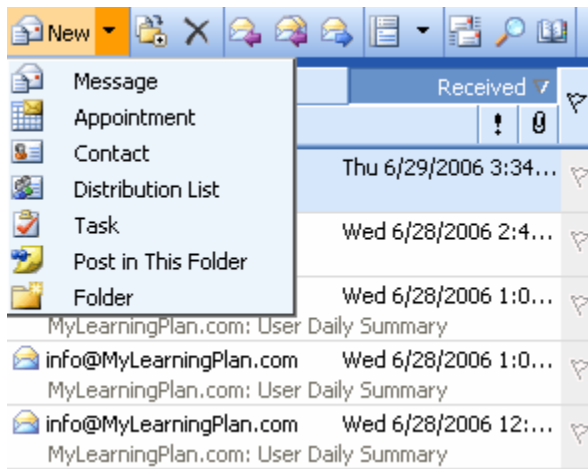 New
Message
Appointment
Contact
Distribution List
Task
Post in This Folder
Folder
Received
!
Thu 6/29/2006 3:34...
Wed 6/28/2006 2:4...
Wed 6/28/2006 1:0...
MyLearningPlan.com: User Daily Summary
info@MyLearningPlan.com Wed 6/28/2006 1:0...
MyLearningPlan.com: User Daily Summary
info@MyLearningPlan.com Wed 6/28/2006 12:...
MyLearningPlan.com: User Daily Summary